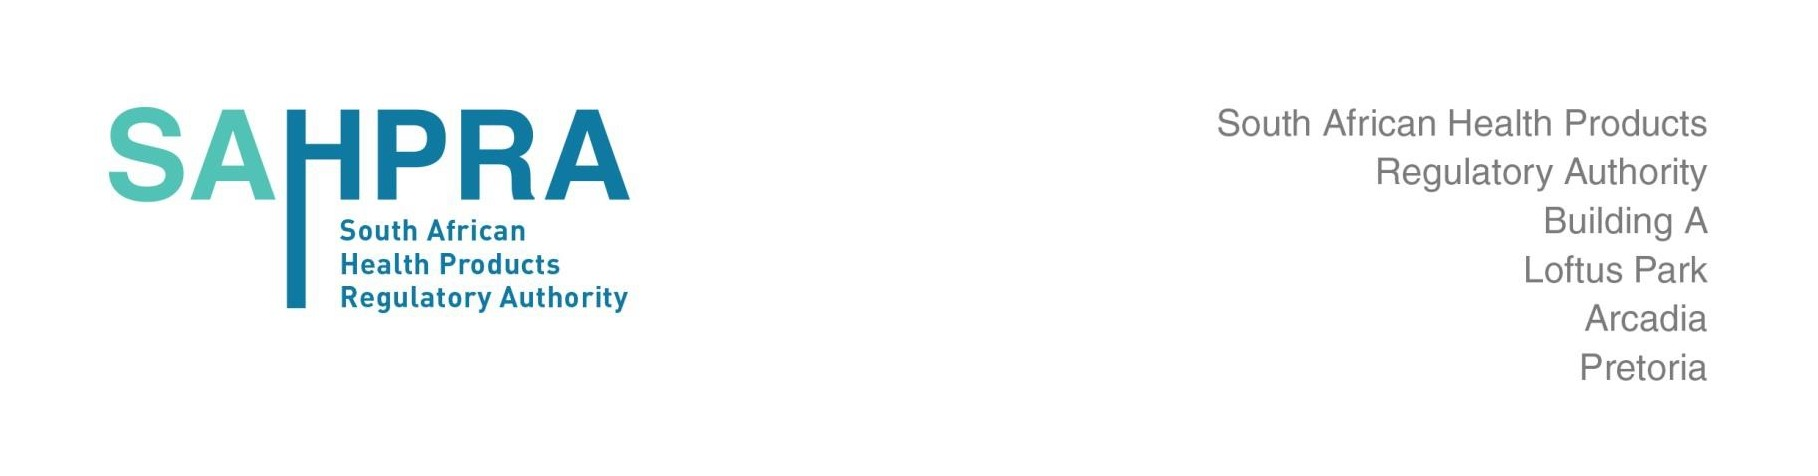 SAHPRA
South African
Health Products
Regulatory Authority
South African Health Products
Regulatory Authority
Building A
Loftus Park
Arcadia
Pretoria